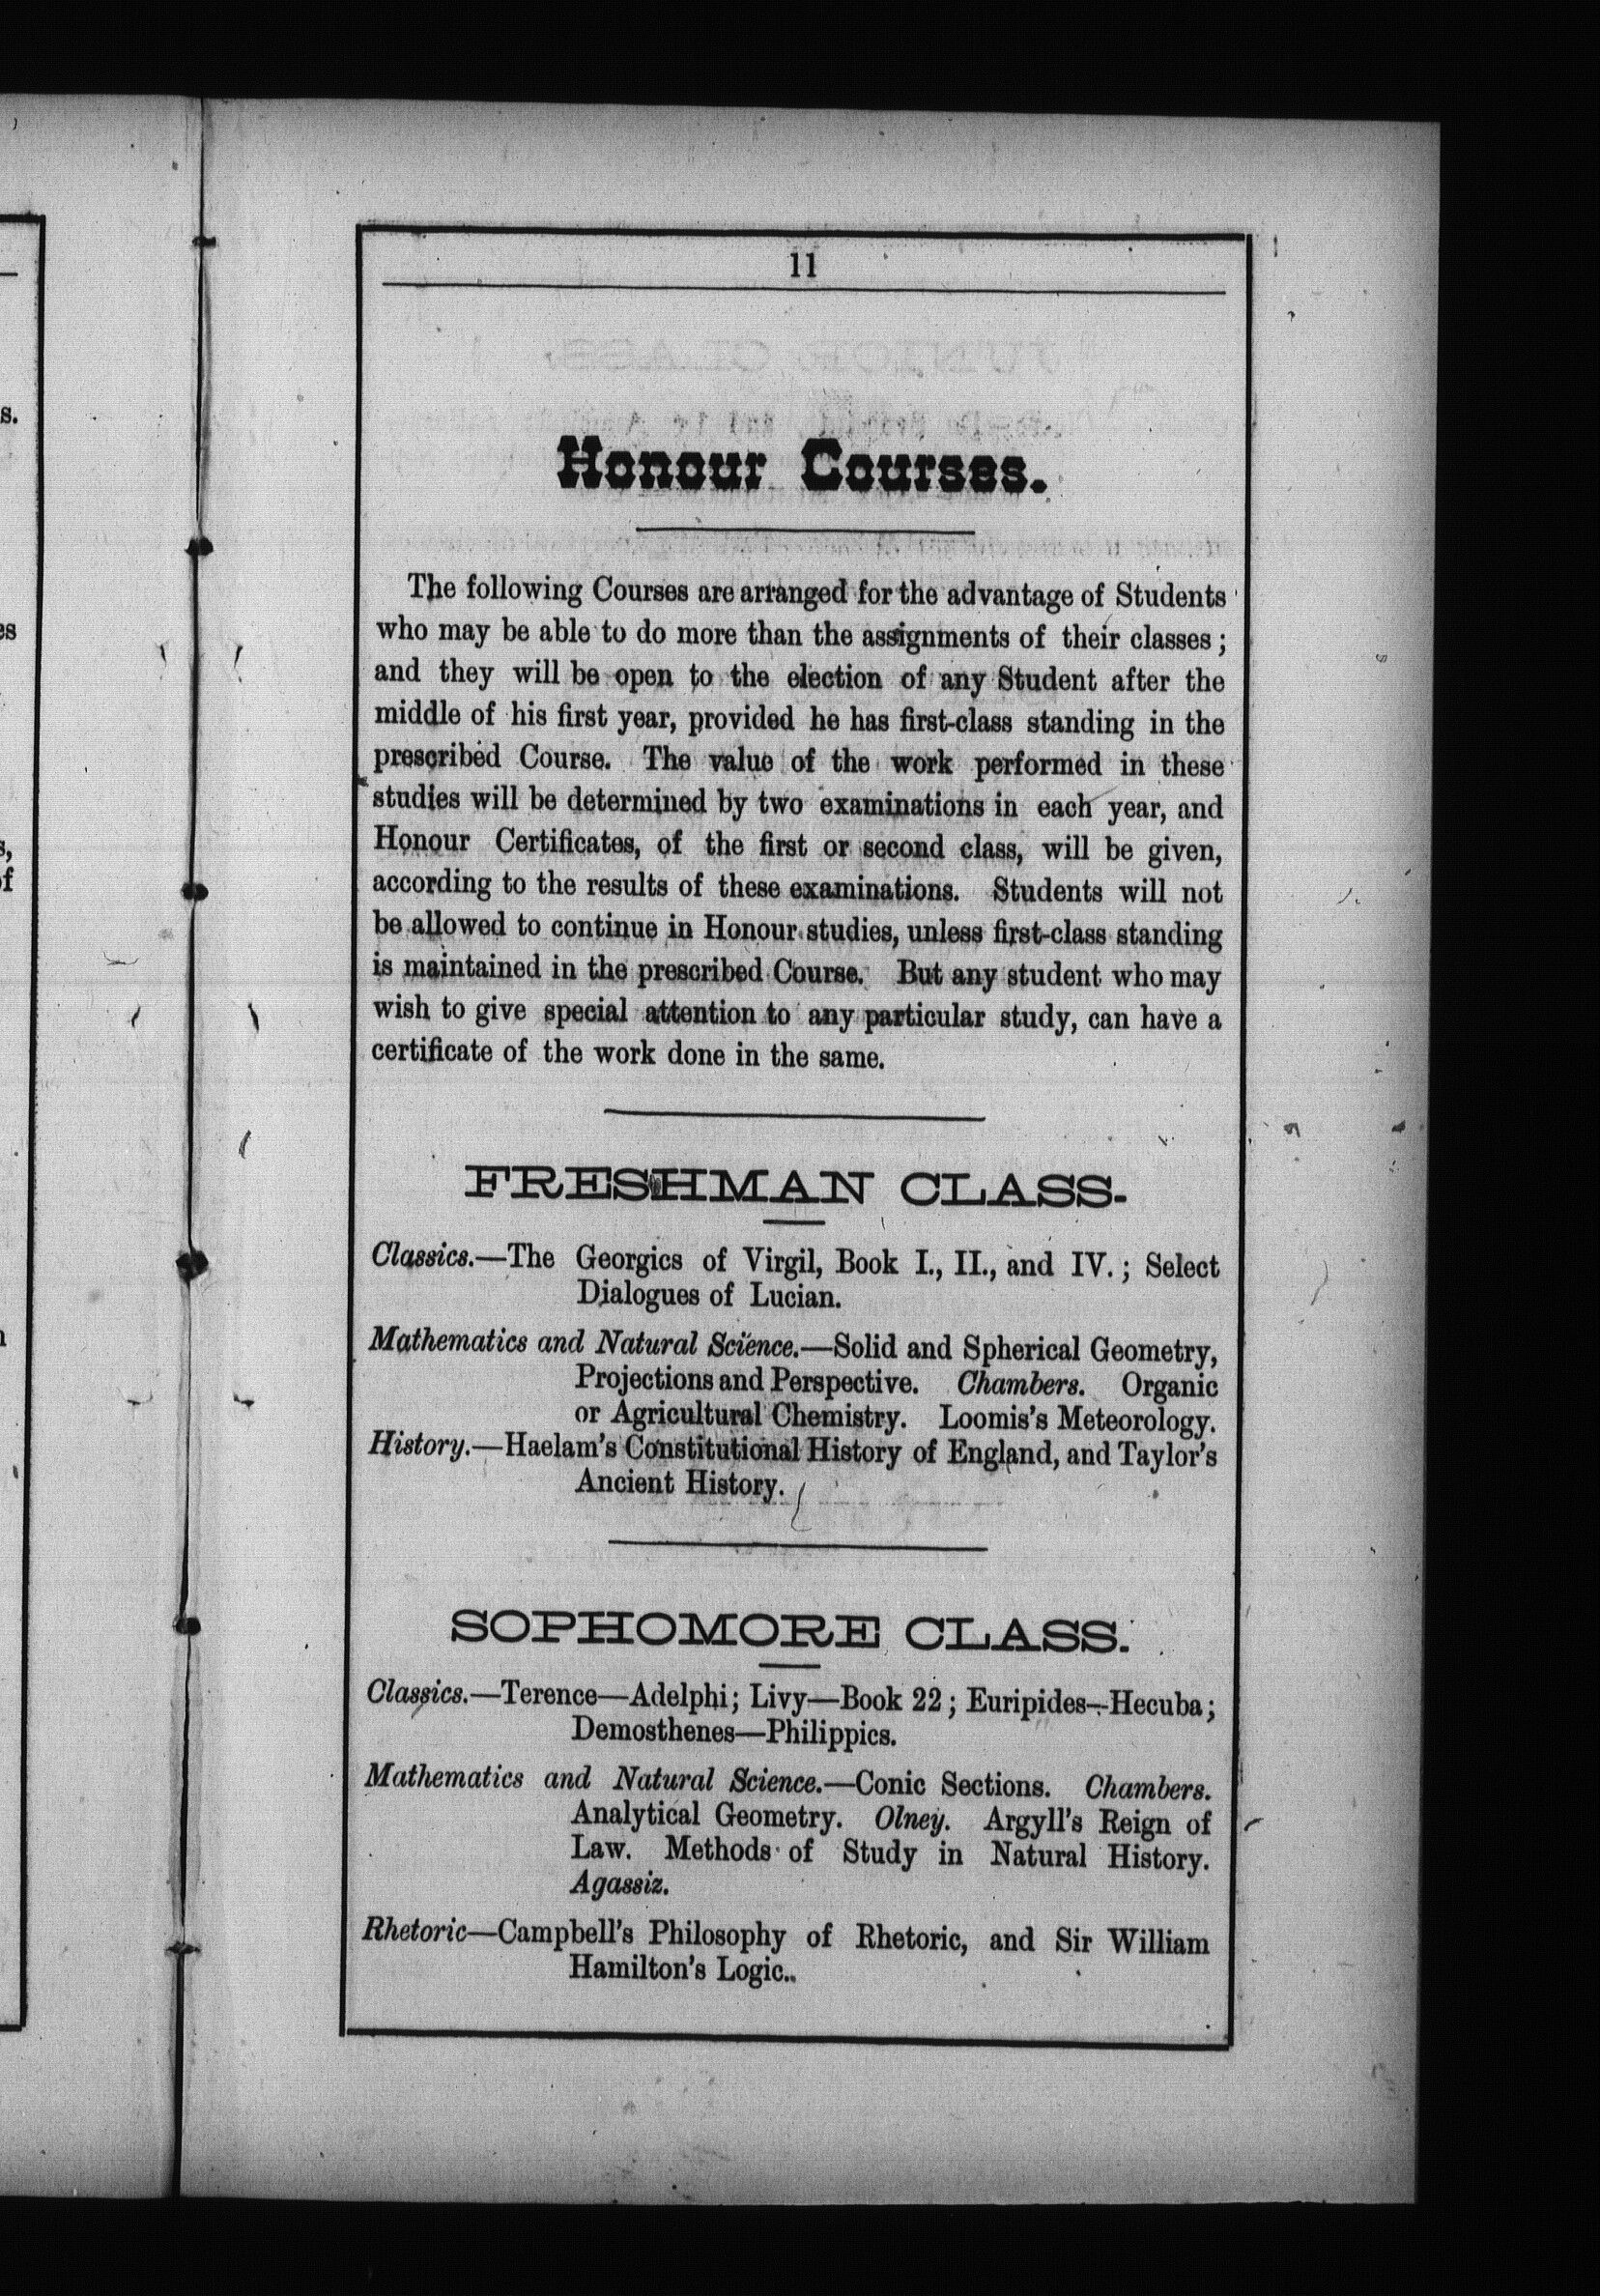 11
Honour Courses.
The following Courses are arranged for the advantage of Students
who may be able to do more than the assignments of their classes;
and they will be open to the election of any Student after the
middle of his first year, provided he has first-class standing in the
prescribed Course. The value of the work performed in these
studies will be determined by two examinations in each year, and
Honour Certificates, of the first or second class, will be given,
according to the results of these examinations. Students will not
be allowed to continue in Honour studies, unless first-class standing
is maintained in the prescribed Course. But any student who may
wish to give special attention to any particular study, can have a
certificate of the work done in the same.
FRESHMAN CLASS.
Classics.—The Georgics of Virgil, Book I., II., and IV.; Select
Dialogues of Lucian.
Mathematics and Natural Science.—Solid and Spherical Geometry,
Projections and Perspective. Chambers. Organic
or Agricultural Chemistry. Loomis's Meteorology.
History.—Haelam's Constitutional History of England, and Taylor's
Ancient History.
SOPHOMORE CLASS.
Classics.—Terence—Adelphi; Livy—Book 22; Euripides—Hecuba;
Demosthenes—Philippics.
Mathematics and Natural Science.—Conic Sections. Chambers.
Analytical Geometry. Olney. Argyll's Reign of
Law. Methods of Study in Natural History.
Agassiz.
Rhetoric—Campbell's Philosophy of Rhetoric, and Sir William
Hamilton's Logic..